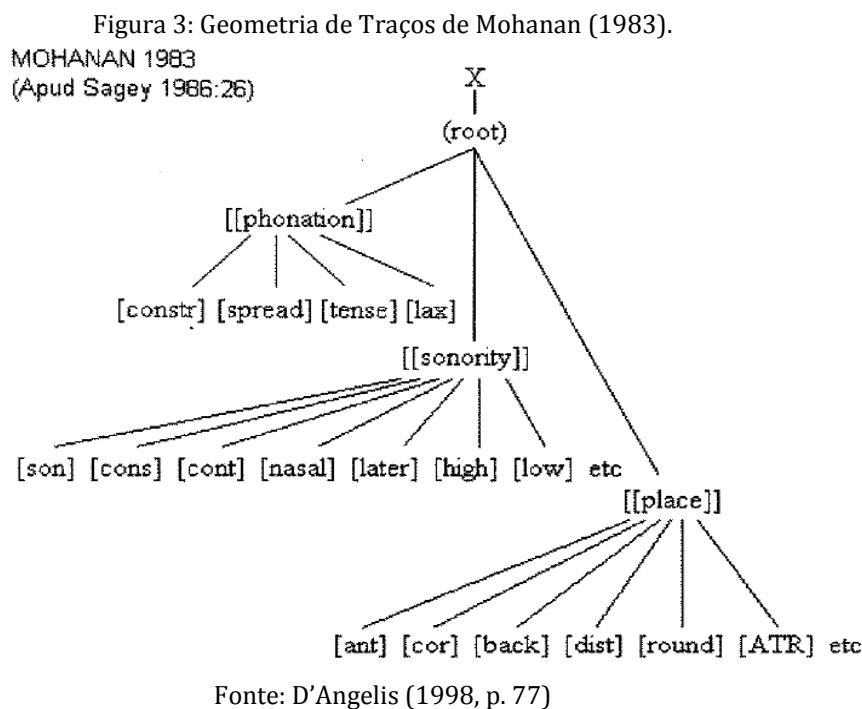 Figura 3: Geometria de Traços de Mohanan (1983).
MOHANAN 1983
(Apud Sagey 1986:26)
X
(root)
[[phonation]]
[constr] [spread] [tense] [lax]
[[sonority]]
[son] [cons] [cont] [nasal] [later] [high] [low] etc
[[place]]
[ant] [cor] [back] [dist] [round] [ATR] etc
Fonte: D’Angelis (1998, p. 77)